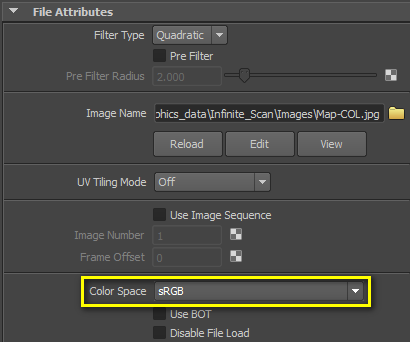 File Attributes
Filter Type Quadratic
Pre Filter
Pre Filter Radius 2.000
Image Name phics_data\Infinite_Scan\Images\Map-COL.jpg
Reload Edit View
UV Tiling Mode Off
Use Image Sequence
Image Number 1
Frame Offset 0
Color Space sRGB
Use BOT
Disable File Load